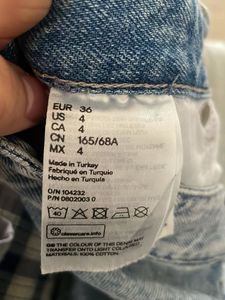 EUR 36
US 4
CA 4
CN 165/68A
MX 4
Made in Turkey
Fabriqué en Turquie
Hecho en Turquía
O/N 104232
P/N 0802003 0
40
clevercare.info
GB THE COLOUR OF THIS DENIM MAY
TRANSFER ONTO LIGHT COLOURED
MATERIALS. 100% COTTON